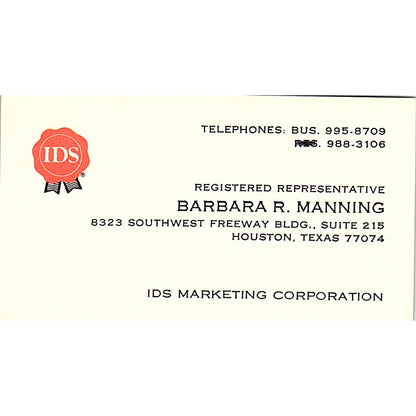 IDS
®
TELEPHONES: BUS. 995-8709
988-3106
REGISTERED REPRESENTATIVE
BARBARA R. MANNING
8323 SOUTHWEST FREEWAY BLDG., SUITE 215
HOUSTON, TEXAS 77074
IDS MARKETING CORPORATION